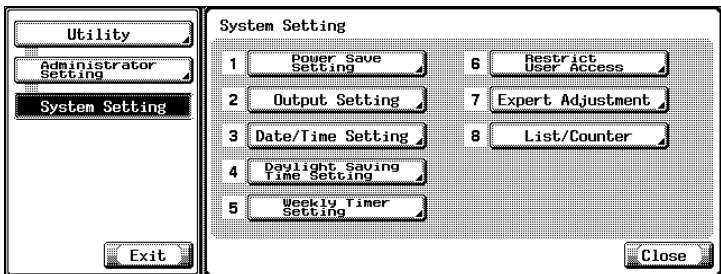 Utility
Administrator
Setting
System Setting
Exit
System Setting
1 Power Save
Setting
2 Output Setting
3 Date/Time Setting
4 Daylight Saving
Time Setting
5 Weekly Timer
Setting
6 Restrict
User Access
7 Expert Adjustment
8 List/Counter
Close